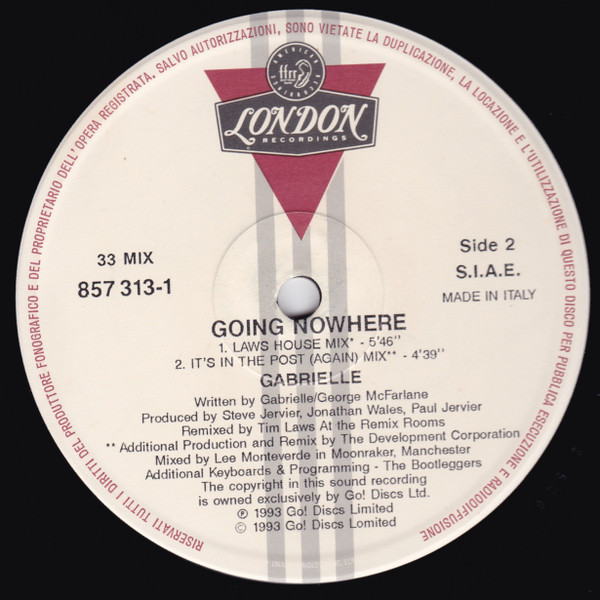 RISERVATI TUTTI I DIRITTI DEL PRODUTTORE FONOGRAFICO E DEL PROPRIETARIO DELL'OPERA REGISTRATA, SALVO AUTORIZZAZIONI, SONO VIETATE LA DUPLICAZIONE, LA LOCAZIONE E L'UTILIZZAZIONE DI QUESTO DISCO PER PUBBLICA ESECUZIONE E RADIODIFFUSIONE
AMERICAN RECORDINGS
ffrr
LONDON
RECORDINGS
33 MIX
857 313-1
Side 2
S.I.A.E.
MADE IN ITALY
GOING NOWHERE
1. LAWS HOUSE MIX* - 5'46"
2. IT'S IN THE POST (AGAIN) MIX** - 4'39"
GABRIELLE
Written by Gabrielle/George McFarlane
Produced by Steve Jervier, Jonathan Wales, Paul Jervier
Remixed by Tim Laws At the Remix Rooms
** Additional Production and Remix by The Development Corporation
Mixed by Lee Monteverde in Moonraker, Manchester
Additional Keyboards & Programming - The Bootleggers
The copyright in this sound recording
is owned exclusively by Go! Discs Ltd.
℗ 1993 Go! Discs Limited
© 1993 Go! Discs Lomited